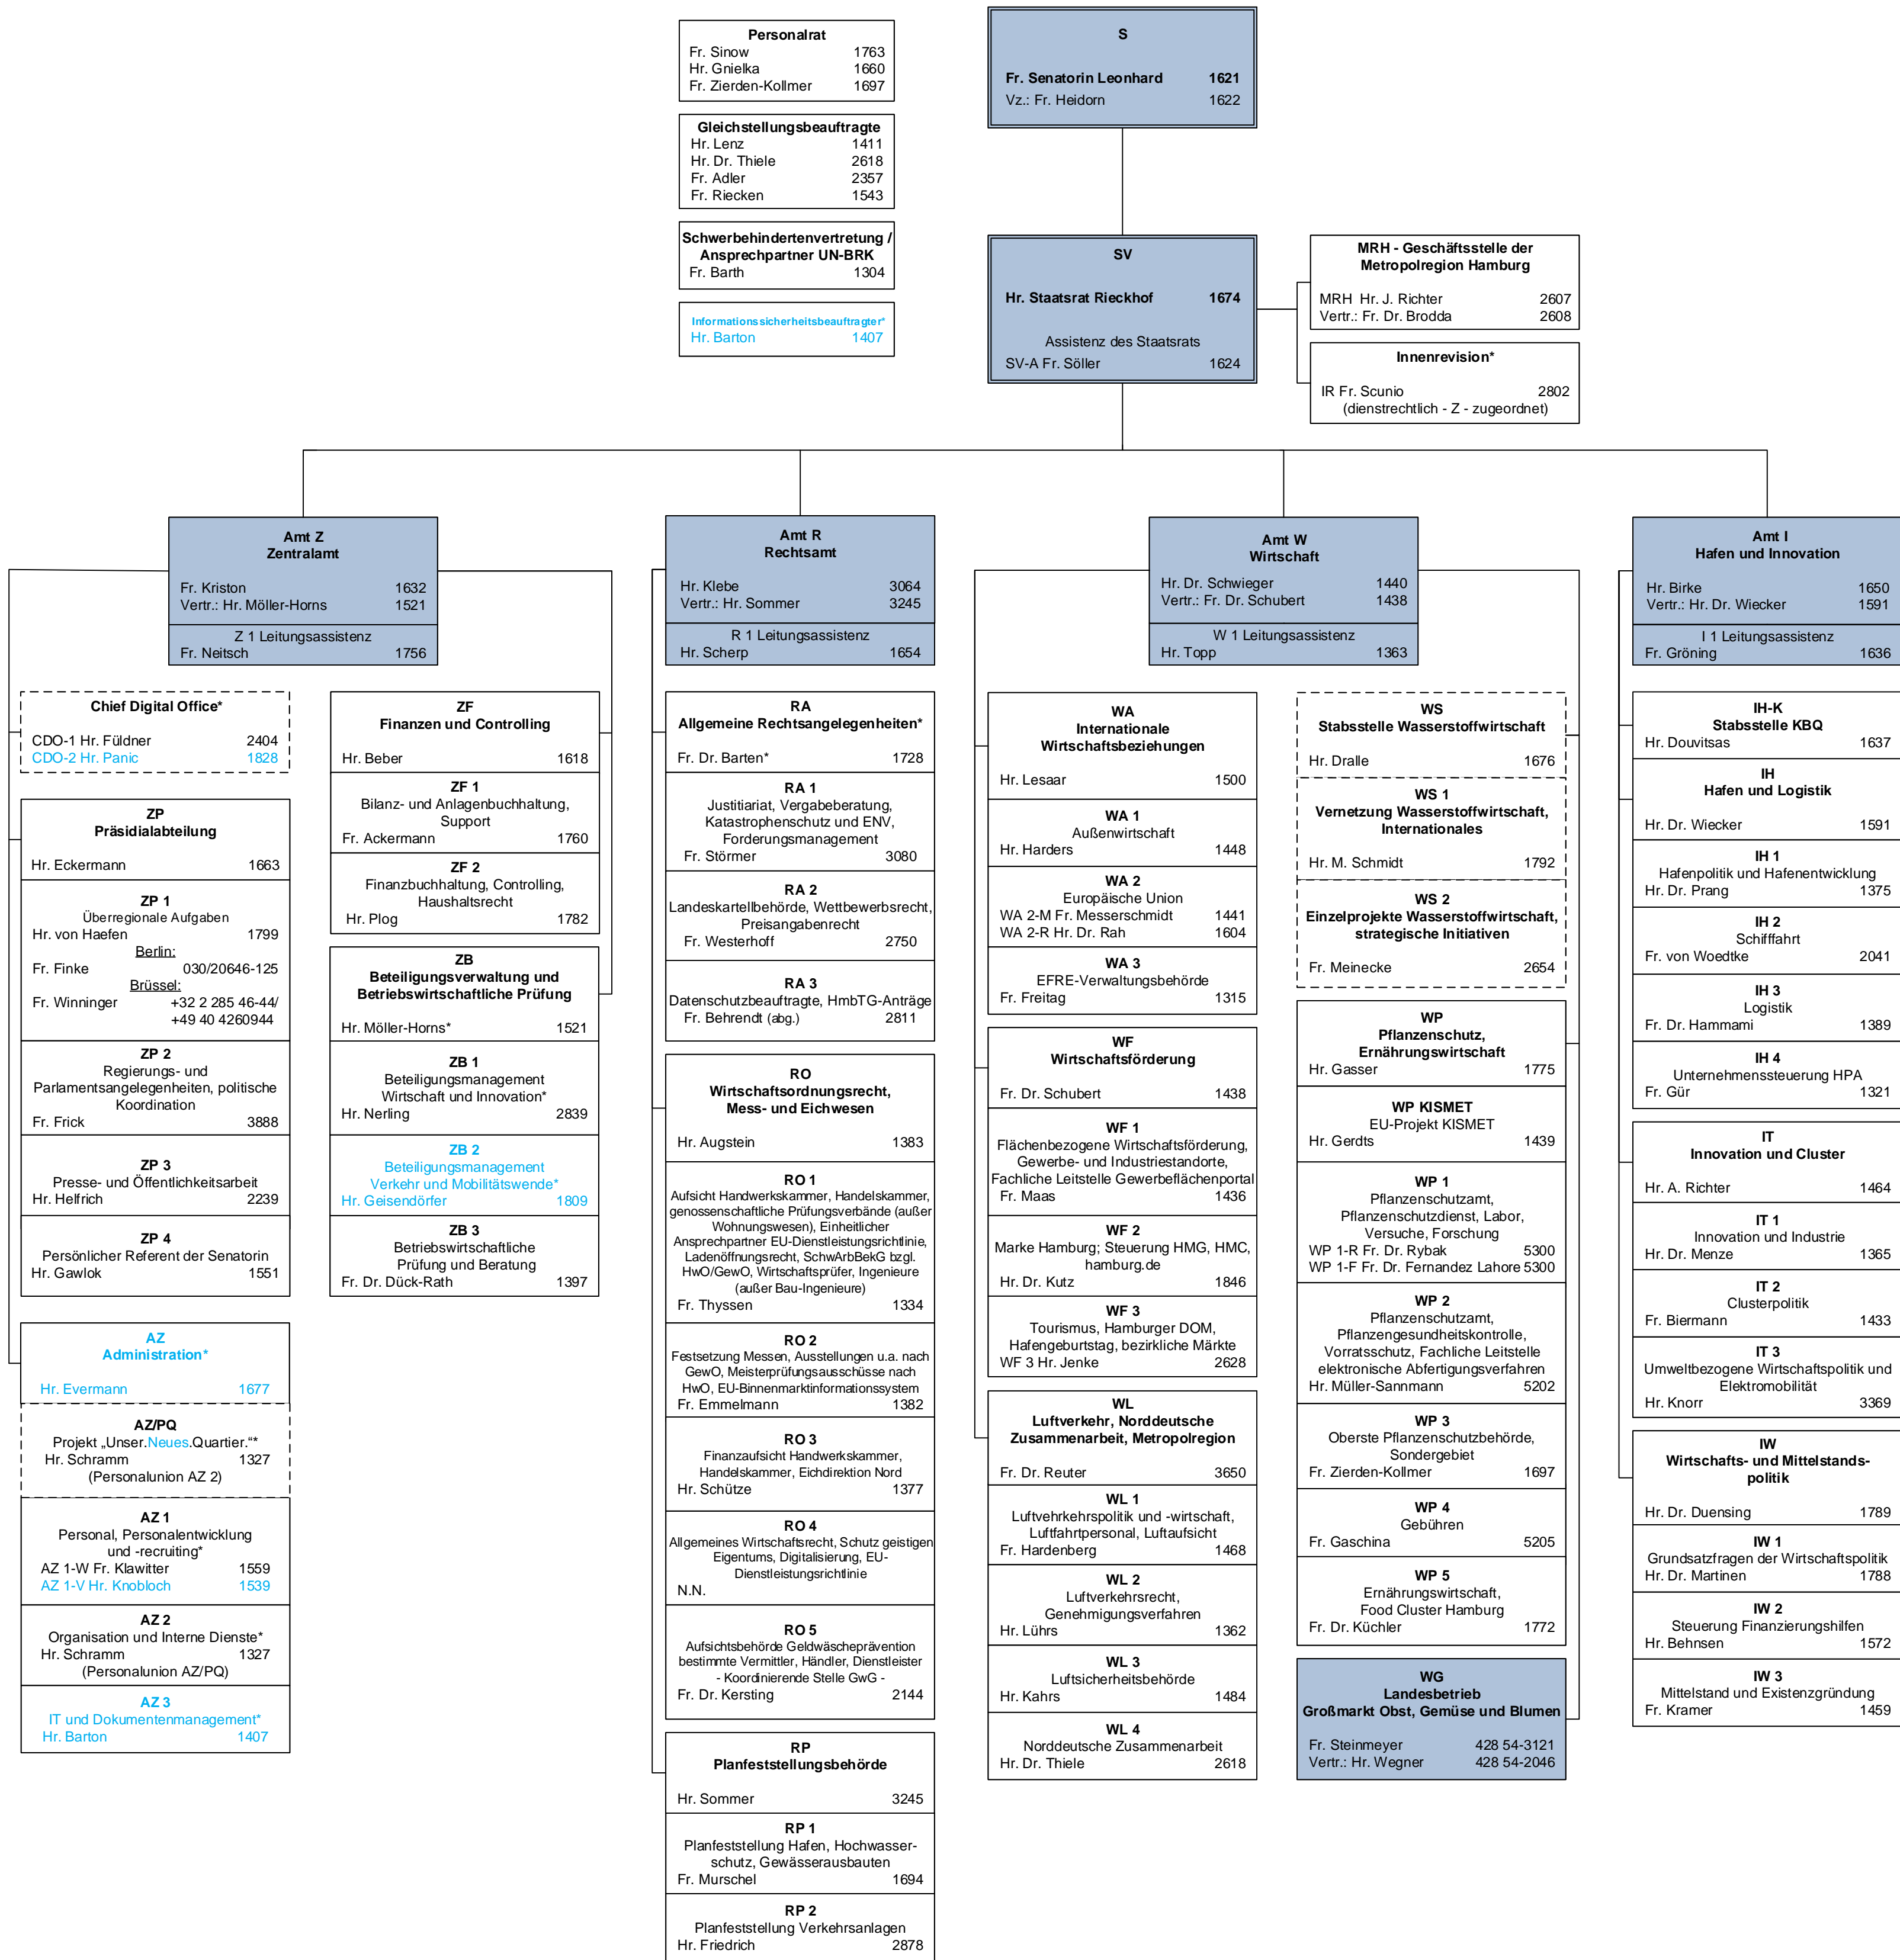 Personalrat
Fr. Sinow 1763
Hr. Gnielka 1660
Fr. Zierden-Kollmer 1697
Gleichstellungsbeauftragte
Hr. Lenz 1411
Hr. Dr. Thiele 2618
Fr. Adler 2357
Fr. Riecken 1543
Schwerbehindertenvertretung /
Ansprechpartner UN-BRK
Fr. Barth 1304
Informationssicherheitsbeauftragter*
Hr. Barton 1407
S
Fr. Senatorin Leonhard 1621
Vz.: Fr. Heidorn 1622
SV
Hr. Staatsrat Rieckhof 1674
Assistenz des Staatsrats
SV-A Fr. Söller 1624
MRH - Geschäftsstelle der
Metropolregion Hamburg
MRH Hr. J. Richter 2607
Vertr.: Fr. Dr. Brodda 2608
Innenrevision*
IR Fr. Scunio 2802
(dienstrechtlich - Z - zugeordnet)
Amt Z
Zentralamt
Fr. Kriston 1632
Vertr.: Hr. Möller-Horns 1521
Z 1 Leitungsassistenz
Fr. Neitsch 1756
Chief Digital Office*
CDO-1 Hr. Füldner 2404
CDO-2 Hr. Panic 1828
ZP
Präsidialabteilung
Hr. Eckermann 1663
ZP 1
Überregionale Aufgaben
Hr. von Haefen 1799
Berlin:
Fr. Finke 030/20646-125
Brüssel:
Fr. Winninger +32 2 285 46-44/
+49 40 4260944
ZP 2
Regierungs- und
Parlamentsangelegenheiten, politische
Koordination
Fr. Frick 3888
ZP 3
Presse- und Öffentlichkeitsarbeit
Hr. Helfrich 2239
ZP 4
Persönlicher Referent der Senatorin
Hr. Gawlok 1551
AZ
Administration*
Hr. Evermann 1677
AZ/PQ
Projekt „Unser.Neues.Quartier.“*
Hr. Schramm 1327
(Personalunion AZ 2)
AZ 1
Personal, Personalentwicklung
und -recruiting*
AZ 1-W Fr. Klawitter 1559
AZ 1-V Hr. Knobloch 1539
AZ 2
Organisation und Interne Dienste*
Hr. Schramm 1327
(Personalunion AZ/PQ)
AZ 3
IT und Dokumentenmanagement*
Hr. Barton 1407
ZF
Finanzen und Controlling
Hr. Beber 1618
ZF 1
Bilanz- und Anlagenbuchhaltung,
Support
Fr. Ackermann 1760
ZF 2
Finanzbuchhaltung, Controlling,
Haushaltsrecht
Hr. Plog 1782
ZB
Beteiligungsverwaltung und
Betriebswirtschaftliche Prüfung
Hr. Möller-Horns* 1521
ZB 1
Beteiligungsmanagement
Wirtschaft und Innovation*
Hr. Nerling 2839
ZB 2
Beteiligungsmanagement
Verkehr und Mobilitätswende*
Hr. Geisendörfer 1809
ZB 3
Betriebswirtschaftliche
Prüfung und Beratung
Fr. Dr. Dück-Rath 1397
Amt R
Rechtsamt
Hr. Klebe 3064
Vertr.: Hr. Sommer 3245
R 1 Leitungsassistenz
Hr. Scherp 1654
RA
Allgemeine Rechtsangelegenheiten*
Fr. Dr. Barten* 1728
RA 1
Justitiariat, Vergabeberatung,
Katastrophenschutz und ENV,
Forderungsmanagement
Fr. Störmer 3080
RA 2
Landeskartellbehörde, Wettbewerbsrecht,
Preisangabenrecht
Fr. Westerhoff 2750
RA 3
Datenschutzbeauftragte, HmbTG-Anträge
Fr. Behrendt (abg.) 2811
RO
Wirtschaftsordnungsrecht,
Mess- und Eichwesen
Hr. Augstein 1383
RO 1
Aufsicht Handwerkskammer, Handelskammer,
genossenschaftliche Prüfungsverbände (außer
Wohnungswesen), Einheitlicher
Ansprechpartner EU-Dienstleistungsrichtlinie,
Ladenöffnungsrecht, SchwArbBekG bzgl.
HwO/GewO, Wirtschaftsprüfer, Ingenieure
(außer Bau-Ingenieure)
Fr. Thyssen 1334
RO 2
Festsetzung Messen, Ausstellungen u.a. nach
GewO, Meisterprüfungsausschüsse nach
HwO, EU-Binnenmarktinformationssystem
Fr. Emmelmann 1382
RO 3
Finanzaufsicht Handwerkskammer,
Handelskammer, Eichdirektion Nord
Hr. Schütze 1377
RO 4
Allgemeines Wirtschaftsrecht, Schutz geistigen
Eigentums, Digitalisierung, EU-
Dienstleistungsrichtlinie
N.N.
RO 5
Aufsichtsbehörde Geldwäscheprävention
bestimmte Vermittler, Händler, Dienstleister
- Koordinierende Stelle GwG -
Fr. Dr. Kersting 2144
RP
Planfeststellungsbehörde
Hr. Sommer 3245
RP 1
Planfeststellung Hafen, Hochwasser-
schutz, Gewässerausbauten
Fr. Murschel 1694
RP 2
Planfeststellung Verkehrsanlagen
Hr. Friedrich 2878
Amt W
Wirtschaft
Hr. Dr. Schwieger 1440
Vertr.: Fr. Dr. Schubert 1438
W 1 Leitungsassistenz
Hr. Topp 1363
WA
Internationale
Wirtschaftsbeziehungen
Hr. Lesaar 1500
WA 1
Außenwirtschaft
Hr. Harders 1448
WA 2
Europäische Union
WA 2-M Fr. Messerschmidt 1441
WA 2-R Hr. Dr. Rah 1604
WA 3
EFRE-Verwaltungsbehörde
Fr. Freitag 1315
WF
Wirtschaftsförderung
Fr. Dr. Schubert 1438
WF 1
Flächenbezogene Wirtschaftsförderung,
Gewerbe- und Industriestandorte,
Fachliche Leitstelle Gewerbeflächenportal
Fr. Maas 1436
WF 2
Marke Hamburg; Steuerung HMG, HMC,
hamburg.de
Hr. Dr. Kutz 1846
WF 3
Tourismus, Hamburger DOM,
Hafengeburtstag, bezirkliche Märkte
WF 3 Hr. Jenke 2628
WL
Luftverkehr, Norddeutsche
Zusammenarbeit, Metropolregion
Fr. Dr. Reuter 3650
WL 1
Luftvehrkehrspolitik und -wirtschaft,
Luftfahrtpersonal, Luftaufsicht
Fr. Hardenberg 1468
WL 2
Luftverkehrsrecht,
Genehmigungsverfahren
Hr. Lührs 1362
WL 3
Luftsicherheitsbehörde
Hr. Kahrs 1484
WL 4
Norddeutsche Zusammenarbeit
Hr. Dr. Thiele 2618
WS
Stabsstelle Wasserstoffwirtschaft
Hr. Dralle 1676
WS 1
Vernetzung Wasserstoffwirtschaft,
Internationales
Hr. M. Schmidt 1792
WS 2
Einzelprojekte Wasserstoffwirtschaft,
strategische Initiativen
Fr. Meinecke 2654
WP
Pflanzenschutz,
Ernährungswirtschaft
Hr. Gasser 1775
WP KISMET
EU-Projekt KISMET
Hr. Gerdts 1439
WP 1
Pflanzenschutzamt,
Pflanzenschutzdienst, Labor,
Versuche, Forschung
WP 1-R Fr. Dr. Rybak 5300
WP 1-F Fr. Dr. Fernandez Lahore 5300
WP 2
Pflanzenschutzamt,
Pflanzengesundheitskontrolle,
Vorratsschutz, Fachliche Leitstelle
elektronische Abfertigungsverfahren
Hr. Müller-Sannmann 5202
WP 3
Oberste Pflanzenschutzbehörde,
Sondergebiet
Fr. Zierden-Kollmer 1697
WP 4
Gebühren
Fr. Gaschina 5205
WP 5
Ernährungswirtschaft,
Food Cluster Hamburg
Fr. Dr. Küchler 1772
WG
Landesbetrieb
Großmarkt Obst, Gemüse und Blumen
Fr. Steinmeyer 428 54-3121
Vertr.: Hr. Wegner 428 54-2046
Amt I
Hafen und Innovation
Hr. Birke 1650
Vertr.: Hr. Dr. Wiecker 1591
I 1 Leitungsassistenz
Fr. Gröning 1636
IH-K
Stabsstelle KBQ
Hr. Douvitsas 1637
IH
Hafen und Logistik
Hr. Dr. Wiecker 1591
IH 1
Hafenpolitik und Hafenentwicklung
Hr. Dr. Prang 1375
IH 2
Schifffahrt
Fr. von Woedtke 2041
IH 3
Logistik
Fr. Dr. Hammami 1389
IH 4
Unternehmenssteuerung HPA
Fr. Gür 1321
IT
Innovation und Cluster
Hr. A. Richter 1464
IT 1
Innovation und Industrie
Hr. Dr. Menze 1365
IT 2
Clusterpolitik
Fr. Biermann 1433
IT 3
Umweltbezogene Wirtschaftspolitik und
Elektromobilität
Hr. Knorr 3369
IW
Wirtschafts- und Mittelstands-
politik
Hr. Dr. Duensing 1789
IW 1
Grundsatzfragen der Wirtschaftspolitik
Hr. Dr. Martinen 1788
IW 2
Steuerung Finanzierungshilfen
Hr. Behnsen 1572
IW 3
Mittelstand und Existenzgründung
Fr. Kramer 1459